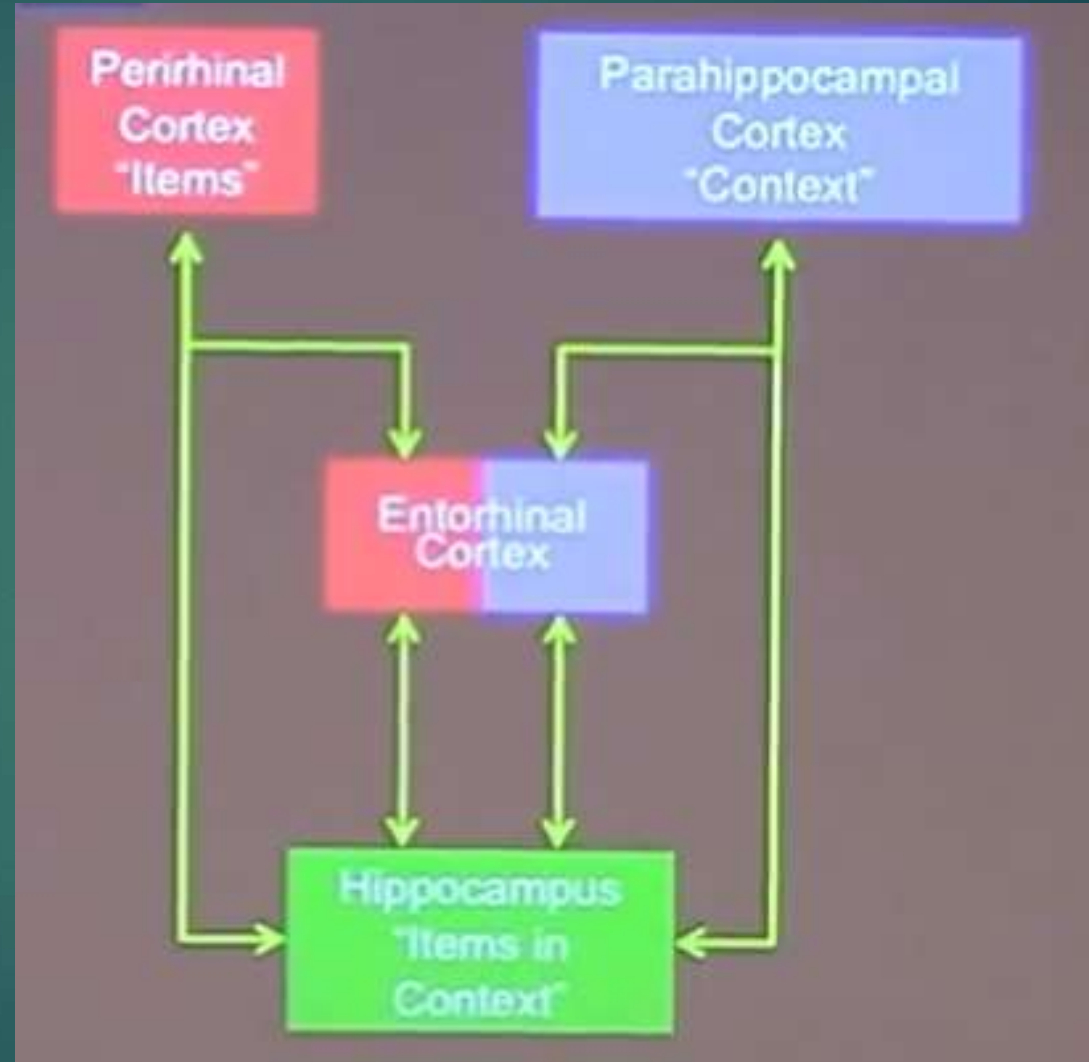 Perirhinal
Cortex
"Items"
Parahippocampal
Cortex
"Context"
Entorhinal
Cortex
Hippocampus
"Items in
Context"